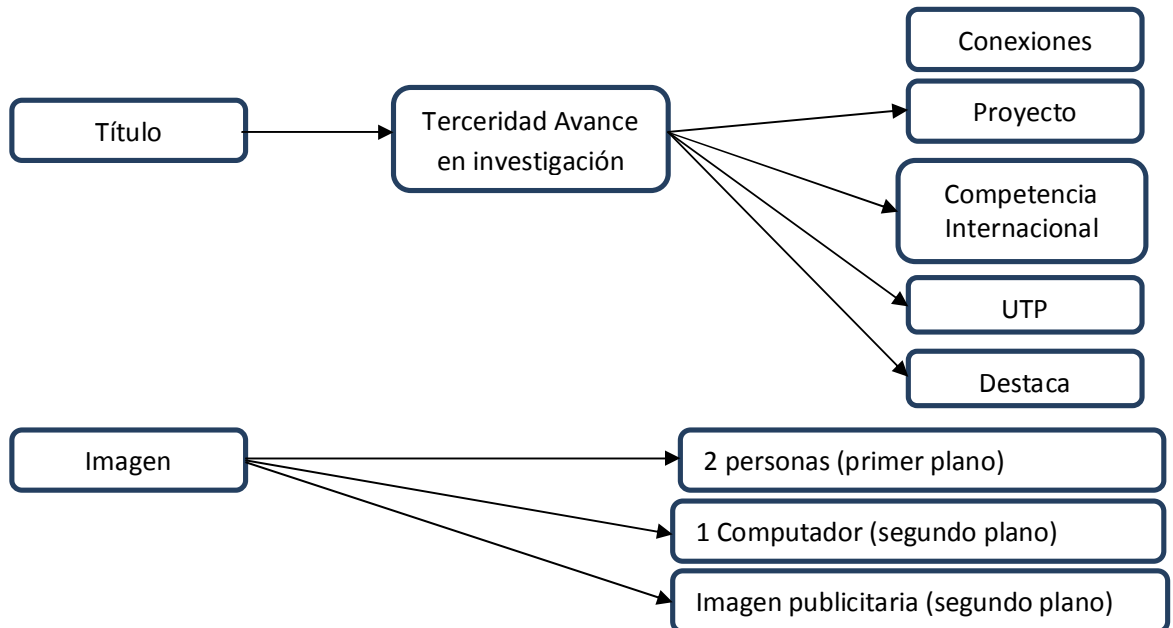 Título
Terceridad Avance
en investigación
Conexiones
Proyecto
Competencia
Internacional
UTP
Destaca
Imagen
2 personas (primer plano)
1 Computador (segundo plano)
Imagen publicitaria (segundo plano)